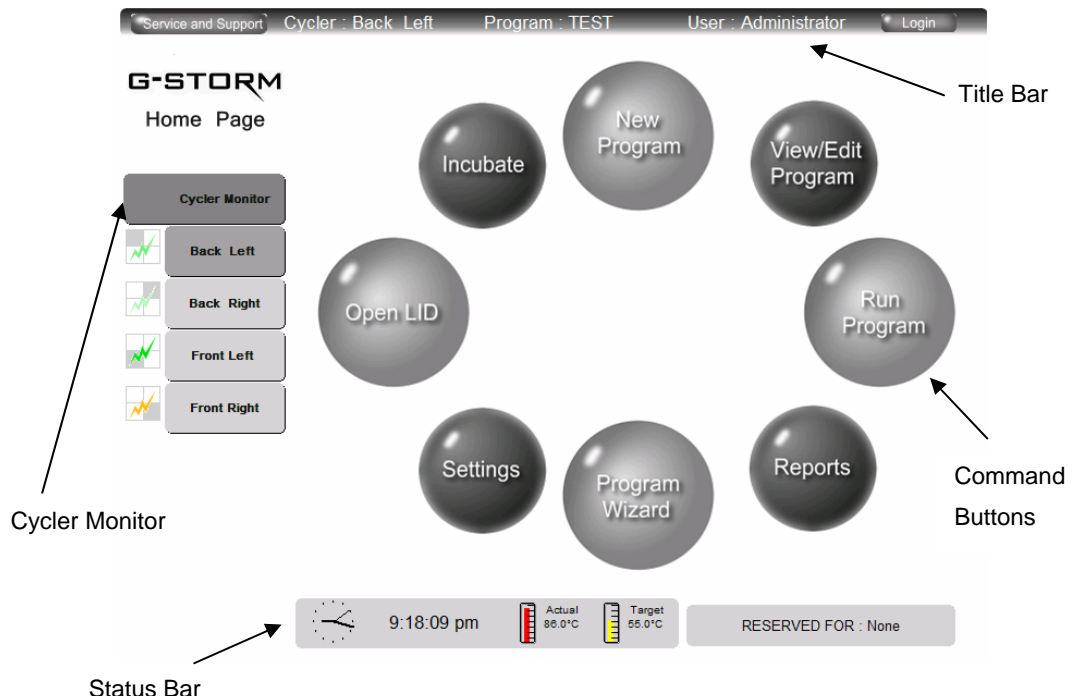 Service and Support Cycler : Back Left Program : TEST User : Administrator Login
Title Bar
G-STORM
Home Page
New
Program
Incubate
View/Edit
Program
Cycler Monitor
Back Left
Back Right
Front Left
Front Right
Open LID
Run
Program
Settings
Program
Wizard
Reports
Command
Buttons
Cycler Monitor
9:18:09 pm
Actual
86.0°C
Target
55.0°C
RESERVED FOR : None
Status Bar